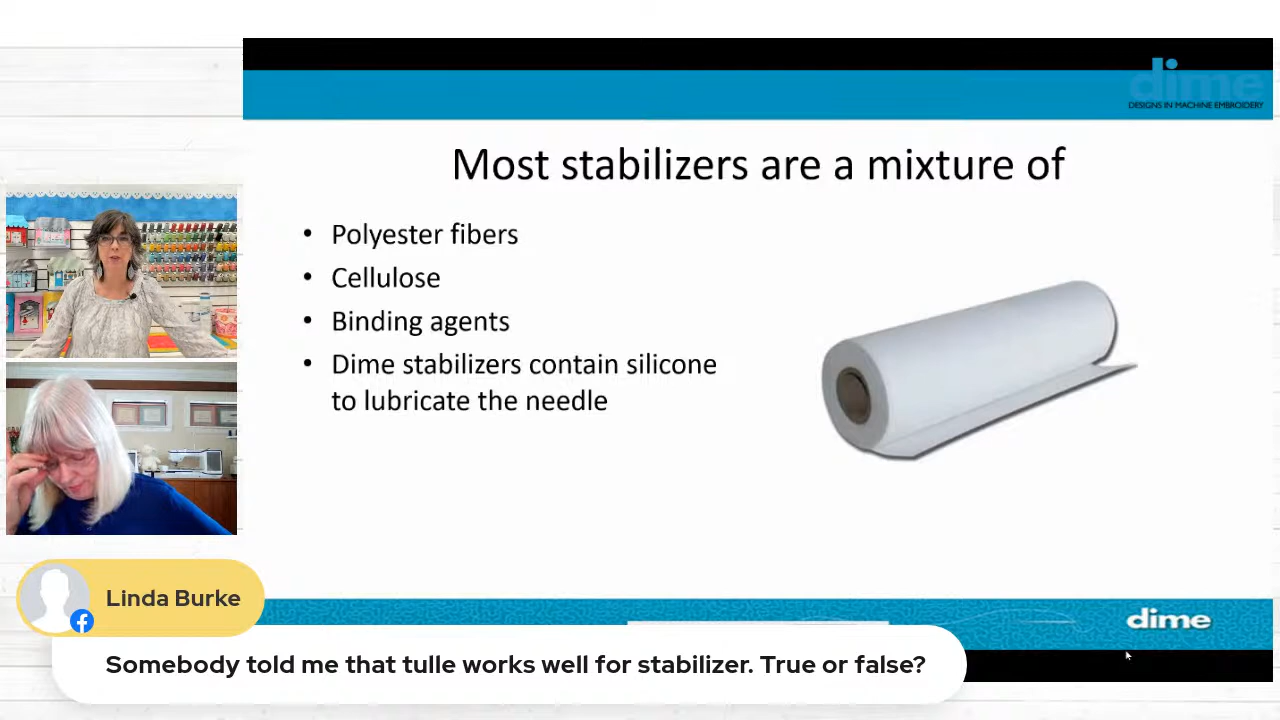 dime
DESIGNS IN MACHINE EMBROIDERY
Most stabilizers are a mixture of
• Polyester fibers
• Cellulose
• Binding agents
• Dime stabilizers contain silicone
to lubricate the needle
dime
Linda Burke
Somebody told me that tulle works well for stabilizer. True or false?